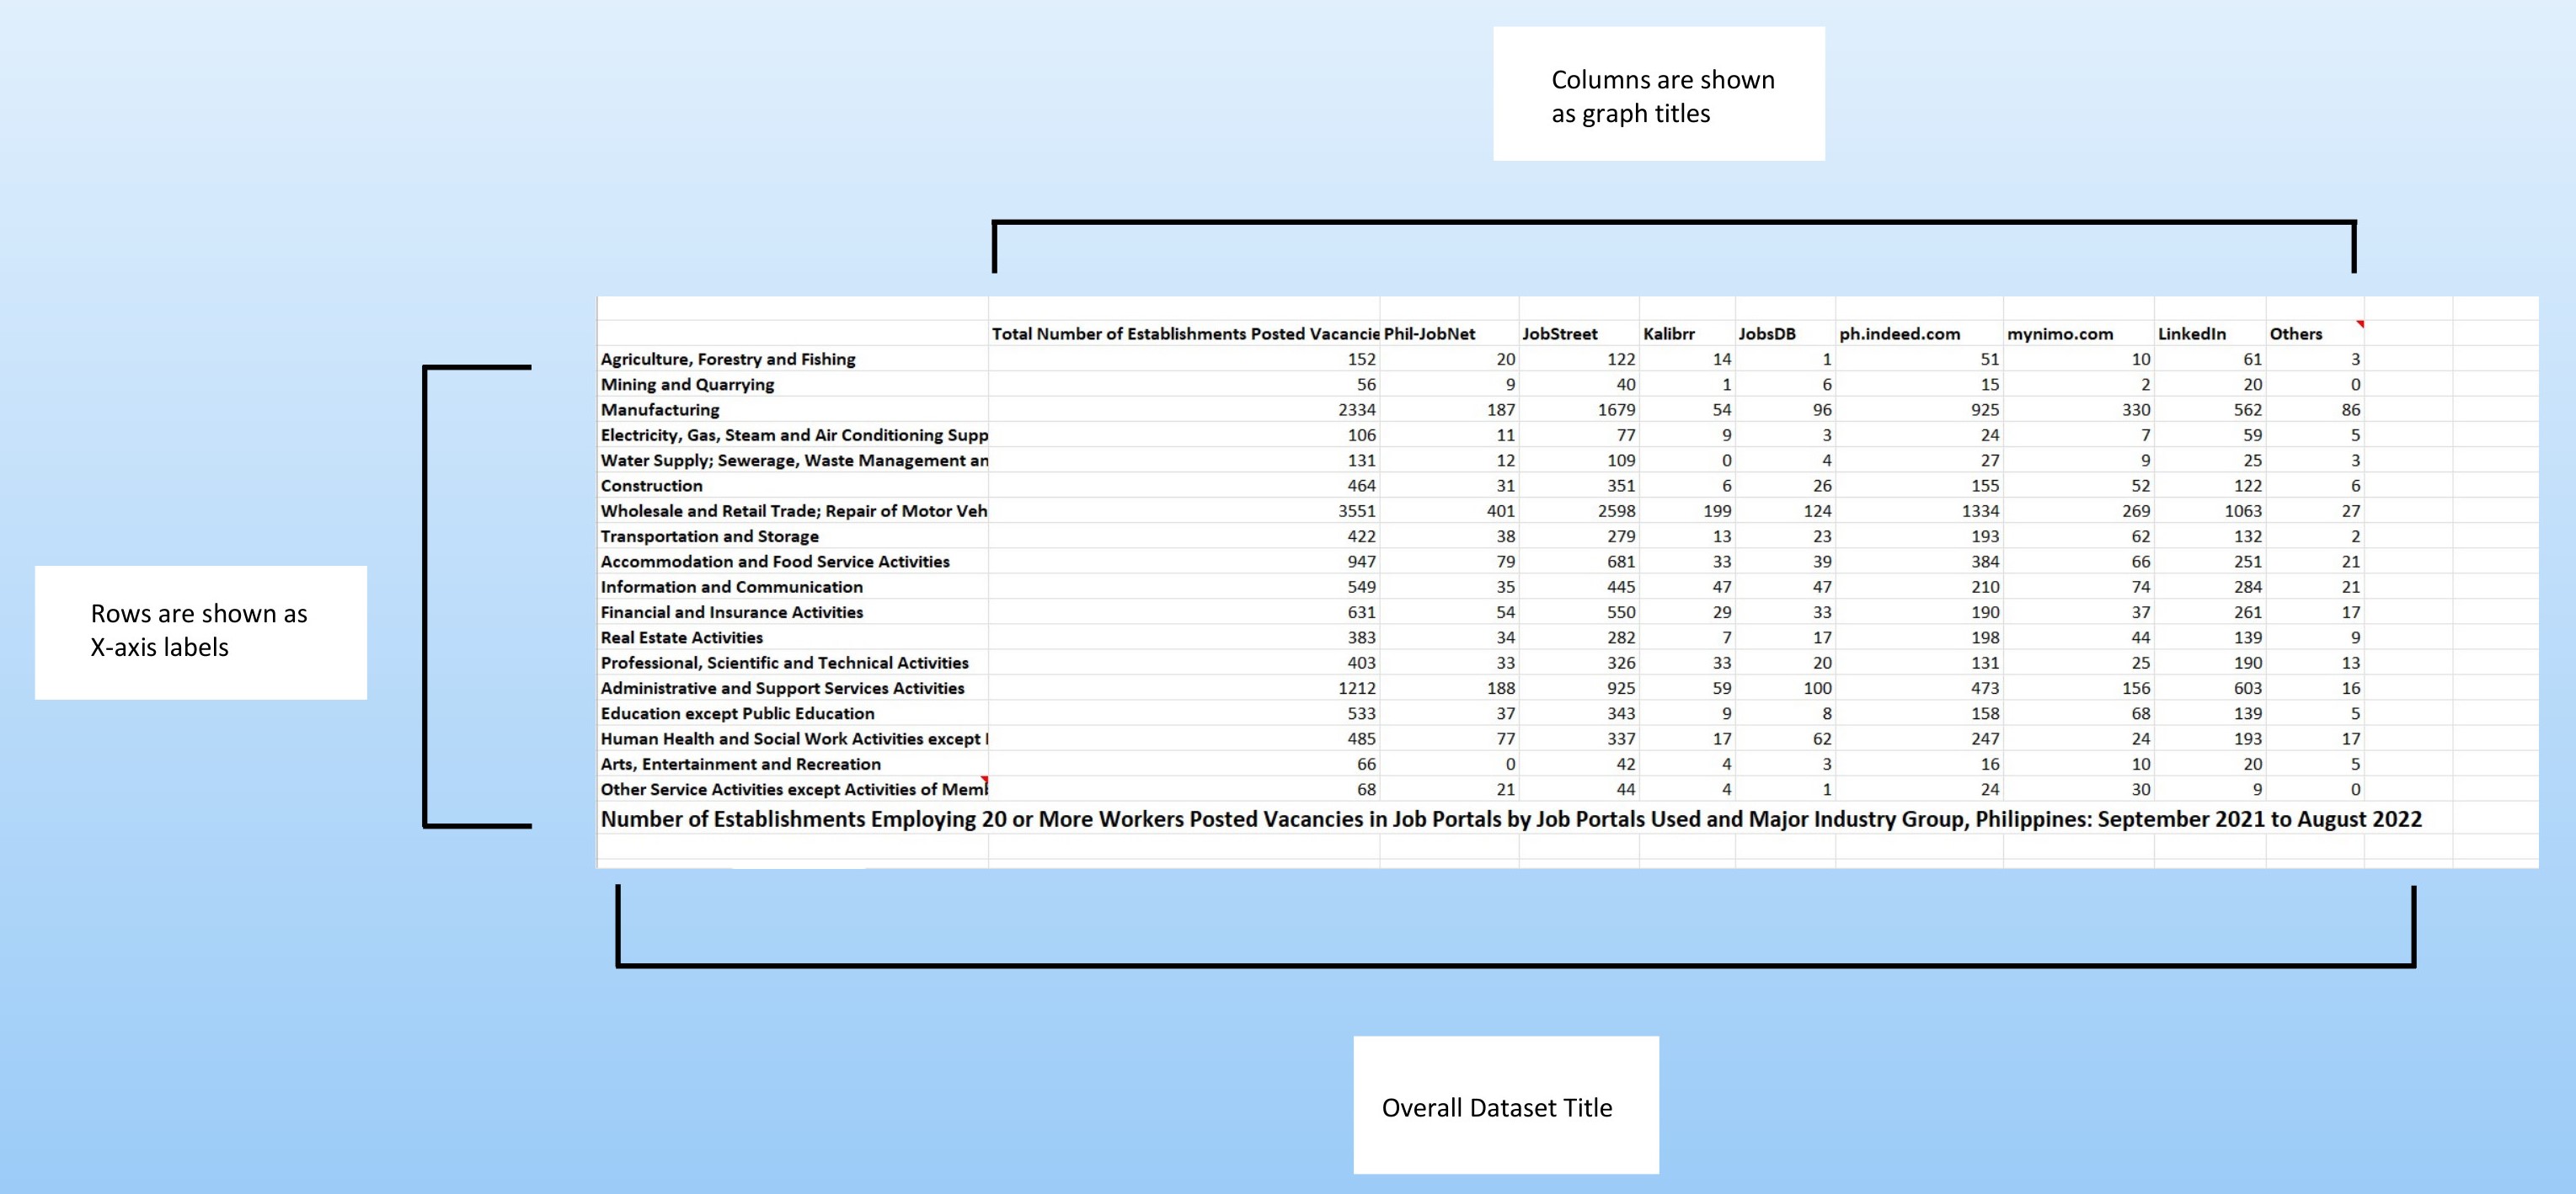 Columns are shown
as graph titles
Total Number of Establishments Posted Vacancie Phil-JobNet JobStreet Kalibrr JobsDB ph.indeed.com mynimo.com LinkedIn Others
Agriculture, Forestry and Fishing 152 20 122 14 1 51 10 61 3
Mining and Quarrying 56 9 40 1 6 15 2 20 0
Manufacturing 2334 187 1679 54 96 925 330 562 86
Electricity, Gas, Steam and Air Conditioning Supp 106 11 77 9 3 24 7 59 5
Water Supply; Sewerage, Waste Management an 131 12 109 0 4 27 9 25 3
Construction 464 31 351 6 26 155 52 122 6
Wholesale and Retail Trade; Repair of Motor Veh 3551 401 2598 199 124 1334 269 1063 27
Transportation and Storage 422 38 279 13 23 193 62 132 2
Accommodation and Food Service Activities 947 79 681 33 39 384 66 251 21
Information and Communication 549 35 445 47 47 210 74 284 21
Financial and Insurance Activities 631 54 550 29 33 190 37 261 17
Real Estate Activities 383 34 282 7 17 198 44 139 9
Professional, Scientific and Technical Activities 403 33 326 33 20 131 25 190 13
Administrative and Support Services Activities 1212 188 925 59 100 473 156 603 16
Education except Public Education 533 37 343 9 8 158 68 139 5
Human Health and Social Work Activities except 485 77 337 17 62 247 24 193 17
Arts, Entertainment and Recreation 66 0 42 4 3 16 10 20 5
Other Service Activities except Activities of Memb 68 21 44 4 1 24 30 9 0
Number of Establishments Employing 20 or More Workers Posted Vacancies in Job Portals by Job Portals Used and Major Industry Group, Philippines: September 2021 to August 2022
Rows are shown as
X-axis labels
Overall Dataset Title